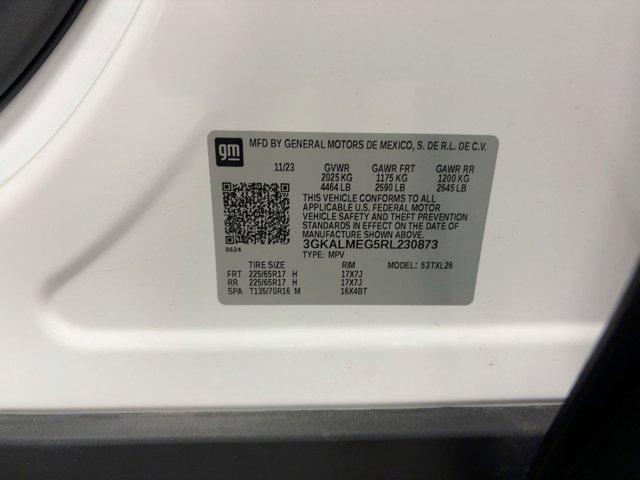 gm MFD BY GENERAL MOTORS DE MEXICO, S. DE R.L. DE C.V.
11/23 GVWR GAWR FRT GAWR RR
2025 KG 1175 KG 1200 KG
4464 LB 2590 LB 2645 LB
THIS VEHICLE CONFORMS TO ALL
APPLICABLE U.S. FEDERAL MOTOR
VEHICLE SAFETY AND THEFT PREVENTION
STANDARDS IN EFFECT ON THE DATE OF
MANUFACTURE SHOWN ABOVE.
3GKALMEG5RL230873
8624 TYPE: MPV
TIRE SIZE RIM MODEL: 53TXL26
FRT 225/65R17 H 17X7J
RR 225/65R17 H 17X7J
SPA T135/70R16 M 16X4BT